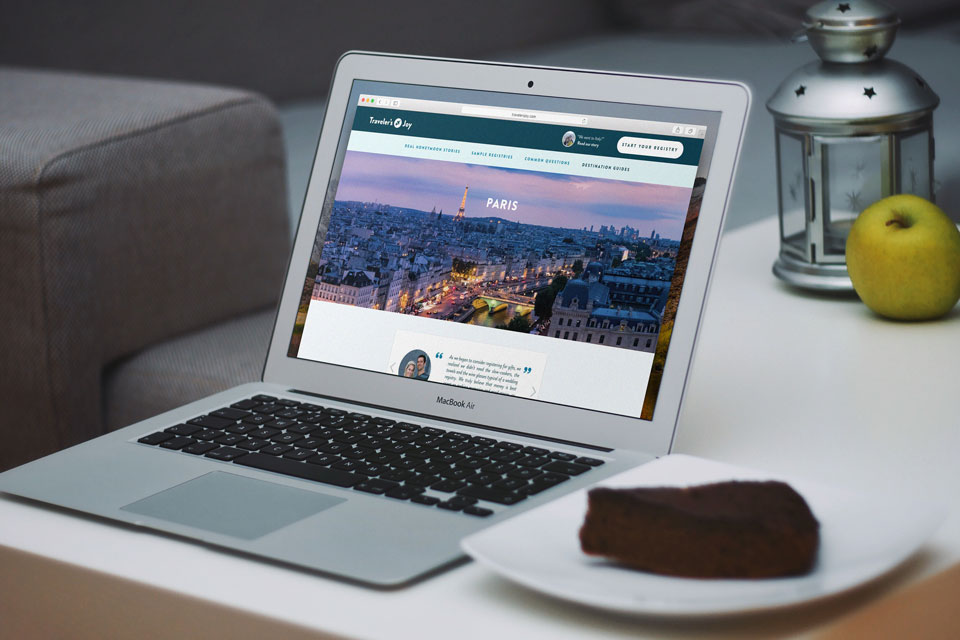 travelersjoy.com
Traveler's Joy
"We went to Italy!"
Read our story
START YOUR REGISTRY
REAL HONEYMOON STORIES
SAMPLE REGISTRIES
COMMON QUESTIONS
DESTINATION GUIDES
PARIS
“
As we began to consider registering for gifts, we
realized we didn't need the slow-cookers, the
towels and the wine glasses typical of a wedding
registry. We truly believe that money is best
”
MacBook Air